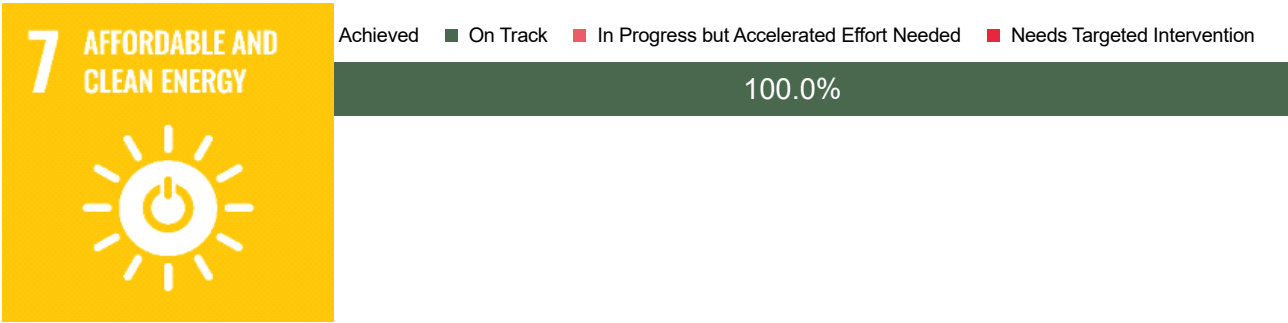 7 AFFORDABLE AND
CLEAN ENERGY
Achieved On Track In Progress but Accelerated Effort Needed Needs Targeted Intervention
100.0%